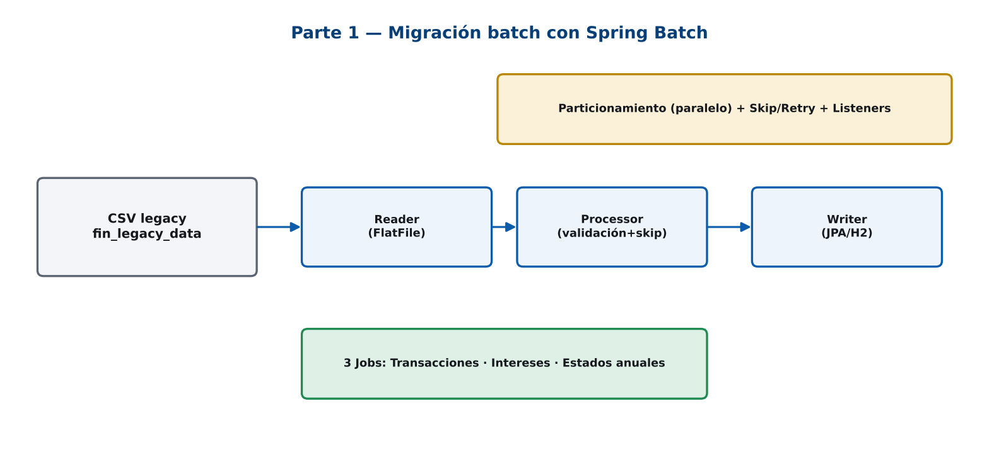 Parte 1 — Migración batch con Spring Batch
Particionamiento (paralelo) + Skip/Retry + Listeners
CSV legacy
fin_legacy_data
Reader
(FlatFile)
Processor
(validación+skip)
Writer
(JPA/H2)
3 Jobs: Transacciones · Intereses · Estados anuales